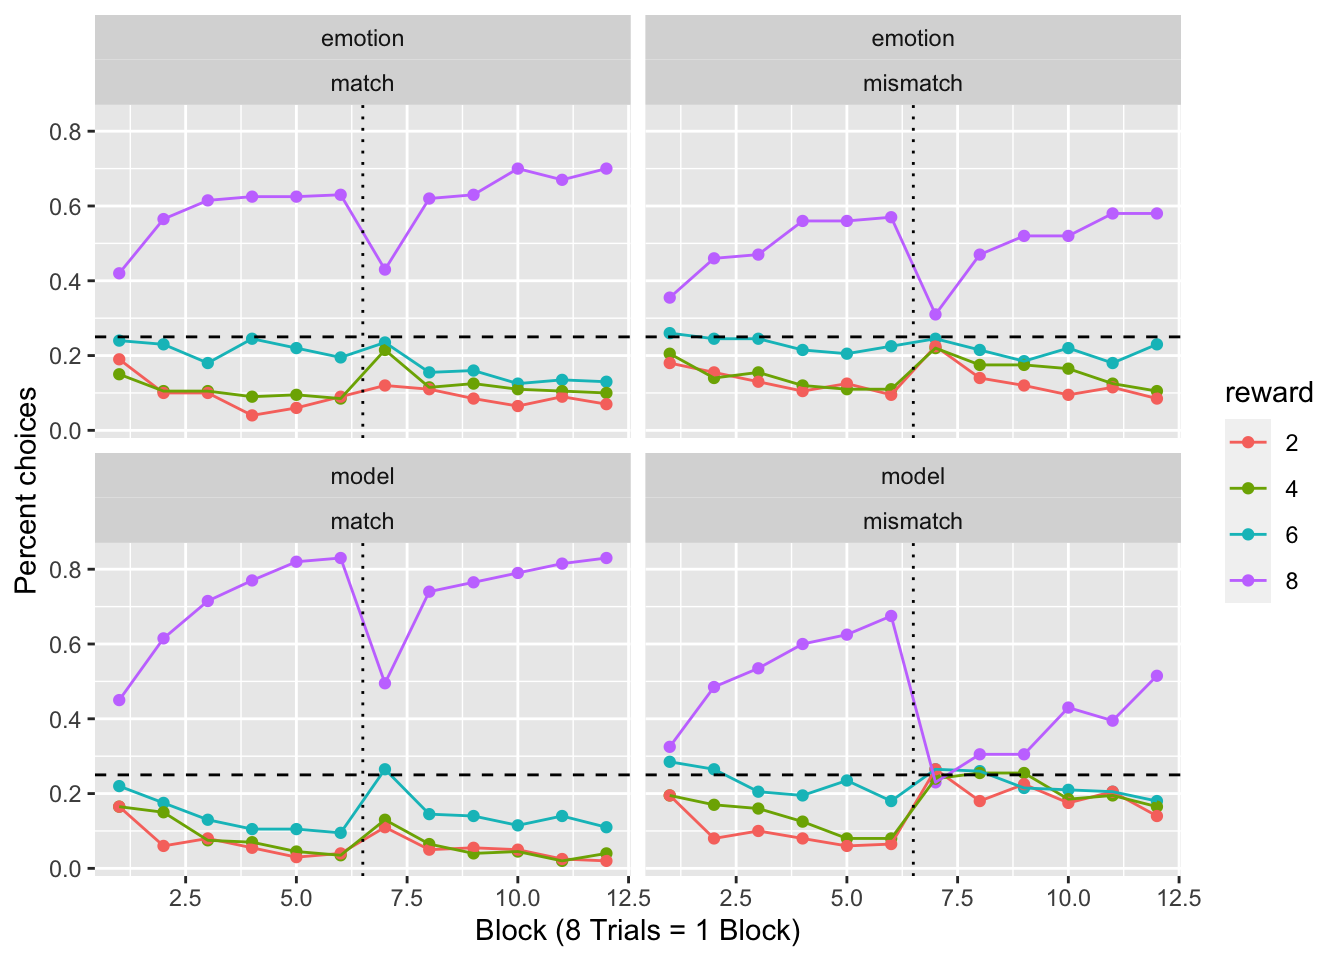 emotion
match
emotion
mismatch
0.8
0.6
0.4
0.2
0.0
model
match
model
mismatch
0.8
0.6
0.4
0.2
0.0
2.5 5.0 7.5 10.0 12.5
2.5 5.0 7.5 10.0 12.5
Block (8 Trials = 1 Block)
Percent choices
reward
2
4
6
8